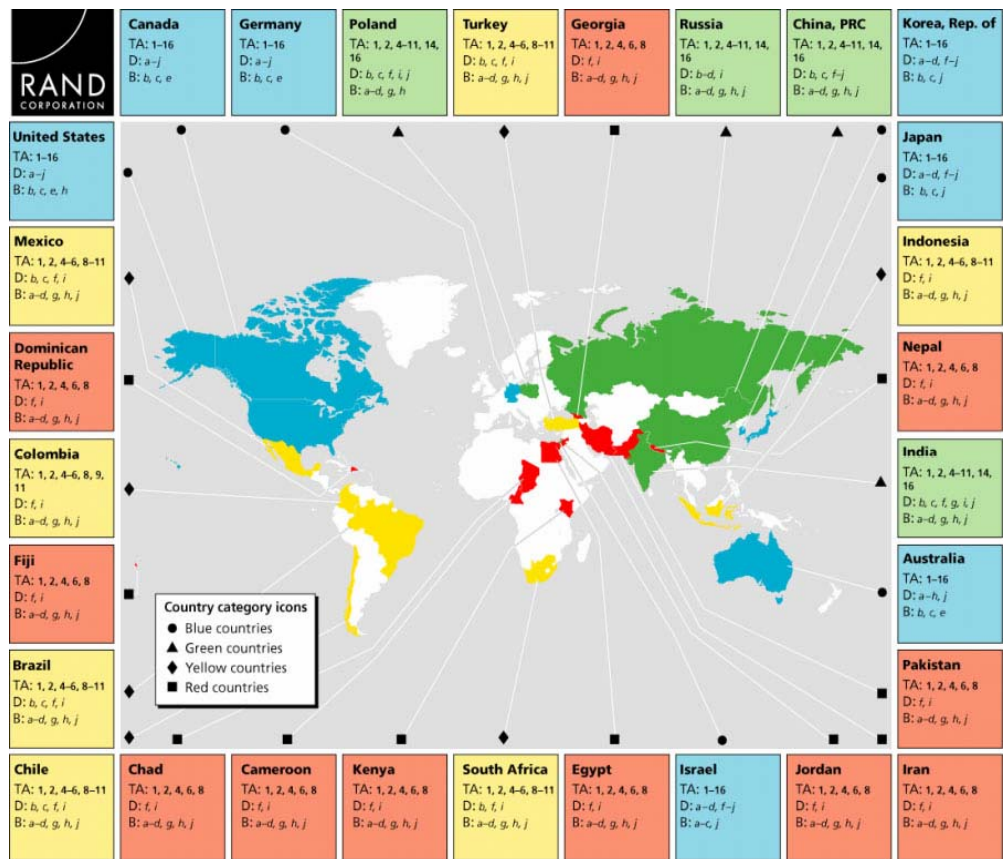 RAND
CORPORATION
Canada
TA: 1–16
D: a–j
B: b, c, e
Germany
TA: 1–16
D: a–j
B: b, c, e
Poland
TA: 1, 2, 4–11, 14,
16
D: b, c, f, i, j
B: a–d, g, h
Turkey
TA: 1, 2, 4–6, 8–11
D: b, c, f, i
B: a–d, g, h, j
Georgia
TA: 1, 2, 4, 6, 8
D: f, i
B: a–d, g, h, j
Russia
TA: 1, 2, 4–11, 14,
16
D: b–d, i
B: a–d, g, h, j
China, PRC
TA: 1, 2, 4–11, 14,
16
D: b, c, f–j
B: a–d, g, h, j
Korea, Rep. of
TA: 1–16
D: a–d, f–j
B: b, c, j
United States
TA: 1–16
D: a–j
B: b, c, e, h
Japan
TA: 1–16
D: a–d, f–j
B: b, c, j
Mexico
TA: 1, 2, 4–6, 8–11
D: b, c, f, i
B: a–d, g, h, j
Indonesia
TA: 1, 2, 4–6, 8–11
D: f, i
B: a–d, g, h, j
Dominican
Republic
TA: 1, 2, 4, 6, 8
D: f, i
B: a–d, g, h, j
Nepal
TA: 1, 2, 4, 6, 8
D: f, i
B: a–d, g, h, j
Colombia
TA: 1, 2, 4–6, 8, 9,
11
D: f, i
B: a–d, g, h, j
India
TA: 1, 2, 4–11, 14,
16
D: b, c, f, g, i, j
B: a–d, g, h, j
Fiji
TA: 1, 2, 4, 6, 8
D: f, i
B: a–d, g, h, j
Country category icons
Blue countries
Green countries
Yellow countries
Red countries
Australia
TA: 1–16
D: a–h, j
B: b, c, e
Brazil
TA: 1, 2, 4–6, 8–11
D: b, c, f, i
B: a–d, g, h, j
Pakistan
TA: 1, 2, 4, 6, 8
D: f, i
B: a–d, g, h, j
Chile
TA: 1, 2, 4–6, 8–11
D: b, c, f, i
B: a–d, g, h, j
Chad
TA: 1, 2, 4, 6, 8
D: f, i
B: a–d, g, h, j
Cameroon
TA: 1, 2, 4, 6, 8
D: f, i
B: a–d, g, h, j
Kenya
TA: 1, 2, 4, 6, 8
D: f, i
B: a–d, g, h, j
South Africa
TA: 1, 2, 4–6, 8–11
D: b, f, i
B: a–d, g, h, j
Egypt
TA: 1, 2, 4, 6, 8
D: f, i
B: a–d, g, h, j
Israel
TA: 1–16
D: a–d, f–j
B: a–c, j
Jordan
TA: 1, 2, 4, 6, 8
D: f, i
B: a–d, g, h, j
Iran
TA: 1, 2, 4, 6, 8
D: f, i
B: a–d, g, h, j